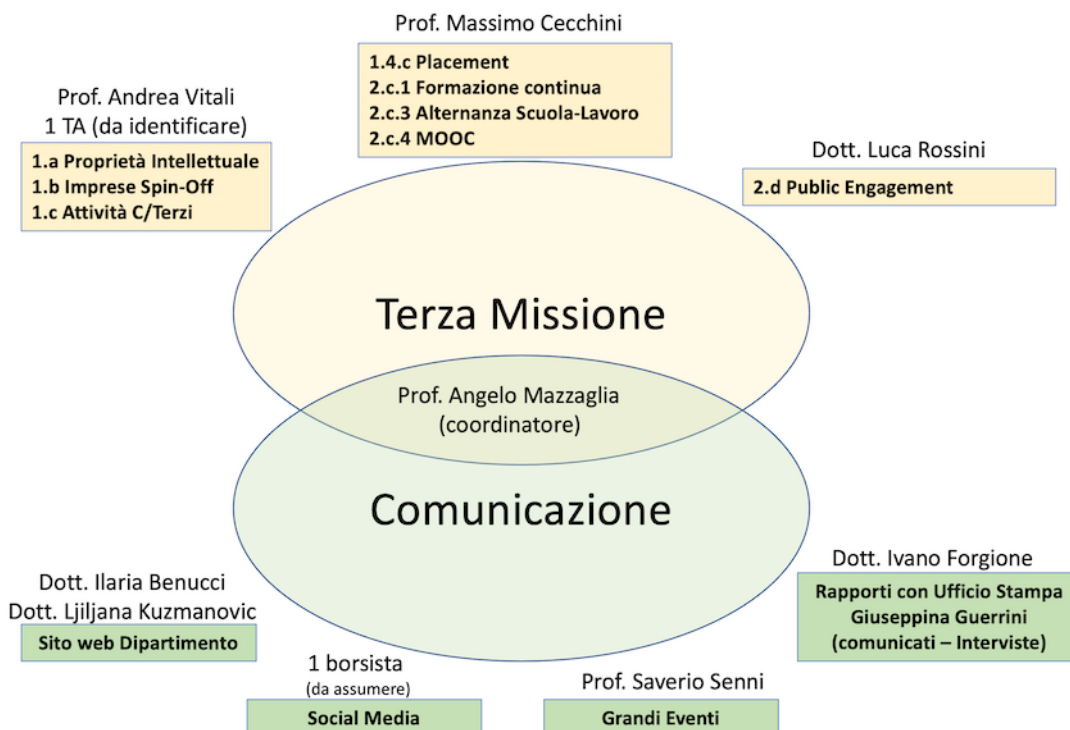 Prof. Massimo Cecchini
1.4.c Placement
2.c.1 Formazione continua
2.c.3 Alternanza Scuola-Lavoro
2.c.4 MOOC
Prof. Andrea Vitali
1 TA (da identificare)
1.a Proprietà Intellettuale
1.b Imprese Spin-Off
1.c Attività C/Terzi
Dott. Luca Rossini
2.d Public Engagement
Terza Missione
Prof. Angelo Mazzaglia
(coordinatore)
Comunicazione
Dott. Ilaria Benucci
Dott. Ljiljana Kuzmanovic
Sito web Dipartimento
1 borsista
(da assumere)
Social Media
Prof. Saverio Senni
Grandi Eventi
Dott. Ivano Forgione
Rapporti con Ufficio Stampa
Giuseppina Guerrini
(comunicati – Interviste)